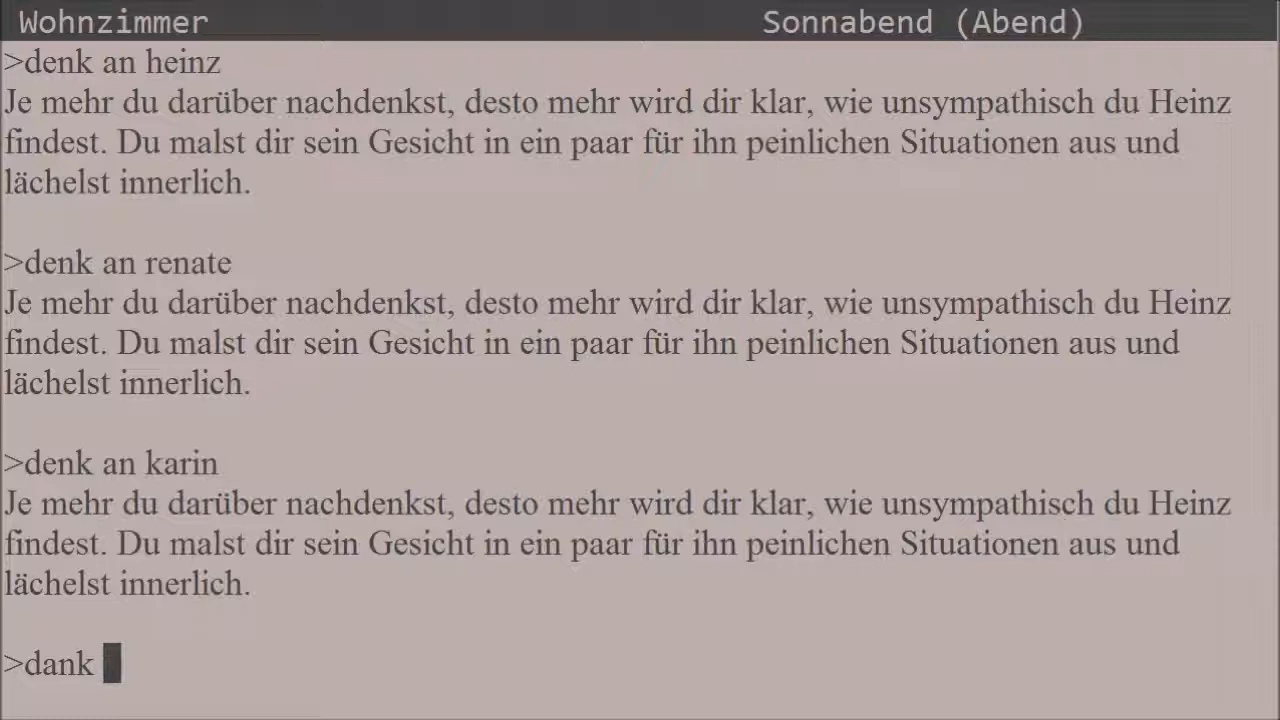 Wohnzimmer Sonnabend (Abend)
>denk an heinz
Je mehr du darüber nachdenkst, desto mehr wird dir klar, wie unsympathisch du Heinz
findest. Du malst dir sein Gesicht in ein paar für ihn peinlichen Situationen aus und
lächelst innerlich.
>denk an renate
Je mehr du darüber nachdenkst, desto mehr wird dir klar, wie unsympathisch du Heinz
findest. Du malst dir sein Gesicht in ein paar für ihn peinlichen Situationen aus und
lächelst innerlich.
>denk an karin
Je mehr du darüber nachdenkst, desto mehr wird dir klar, wie unsympathisch du Heinz
findest. Du malst dir sein Gesicht in ein paar für ihn peinlichen Situationen aus und
lächelst innerlich.
>dank